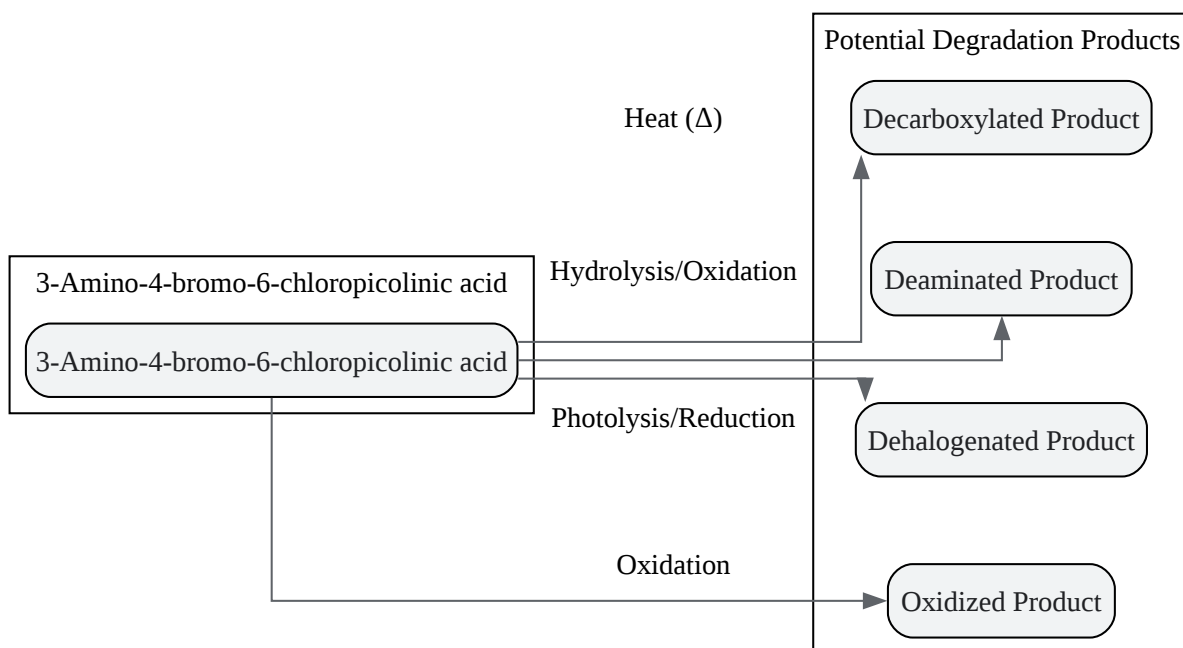 Potential Degradation Products
Heat (Δ)
Decarboxylated Product
3-Amino-4-bromo-6-chloropicolinic acid
Hydrolysis/Oxidation
Deaminated Product
3-Amino-4-bromo-6-chloropicolinic acid
Photolysis/Reduction
Dehalogenated Product
Oxidation
Oxidized Product